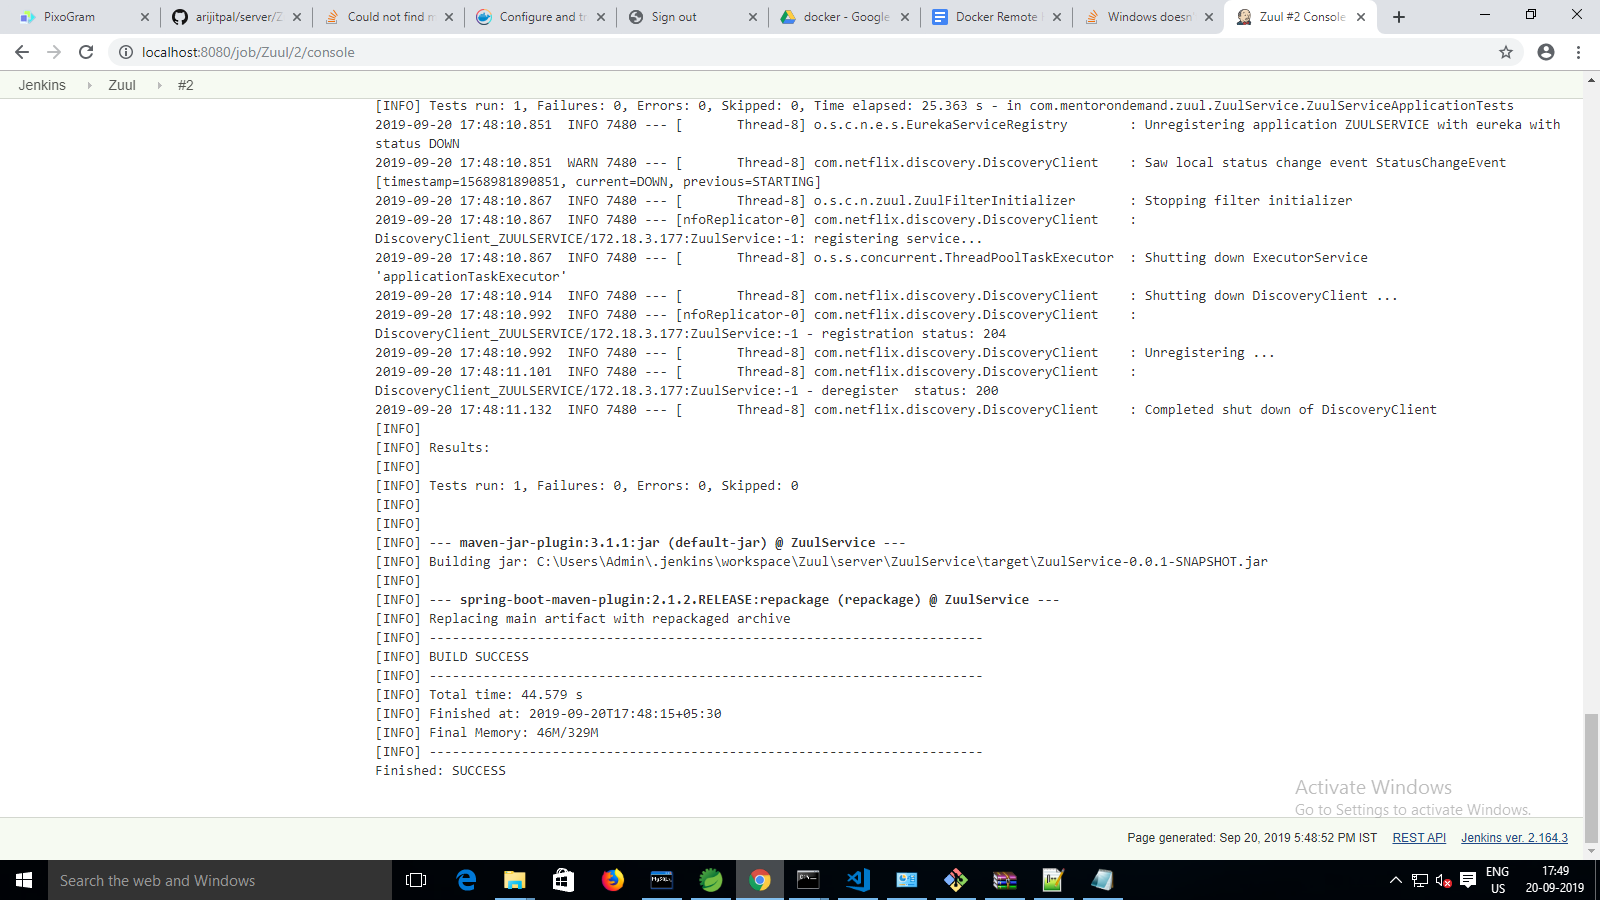 PixoGram
arijitpal/server/Z
Could not find m
Configure and tr
Sign out
docker - Google
Docker Remote
Windows doesn'
Zuul #2 Console
localhost:8080/job/Zuul/2/console
Jenkins
Zuul
#2
[INFO] Tests run: 1, Failures: 0, Errors: 0, Skipped: 0, Time elapsed: 25.363 s - in com.mentorondemand.zuul.ZuulService.ZuulServiceApplicationTests
2019-09-20 17:48:10.851  INFO 7480 --- [       Thread-8] o.s.c.n.e.s.EurekaServiceRegistry        : Unregistering application ZUULSERVICE with eureka with
status DOWN
2019-09-20 17:48:10.851  WARN 7480 --- [       Thread-8] com.netflix.discovery.DiscoveryClient    : Saw local status change event StatusChangeEvent
[timestamp=1568981890851, current=DOWN, previous=STARTING]
2019-09-20 17:48:10.867  INFO 7480 --- [       Thread-8] o.s.c.n.zuul.ZuulFilterInitializer       : Stopping filter initializer
2019-09-20 17:48:10.867  INFO 7480 --- [nfoReplicator-0] com.netflix.discovery.DiscoveryClient    :
DiscoveryClient_ZUULSERVICE/172.18.3.177:ZuulService:-1: registering service...
2019-09-20 17:48:10.867  INFO 7480 --- [       Thread-8] o.s.s.concurrent.ThreadPoolTaskExecutor  : Shutting down ExecutorService
'applicationTaskExecutor'
2019-09-20 17:48:10.914  INFO 7480 --- [       Thread-8] com.netflix.discovery.DiscoveryClient    : Shutting down DiscoveryClient ...
2019-09-20 17:48:10.992  INFO 7480 --- [nfoReplicator-0] com.netflix.discovery.DiscoveryClient    :
DiscoveryClient_ZUULSERVICE/172.18.3.177:ZuulService:-1 - registration status: 204
2019-09-20 17:48:10.992  INFO 7480 --- [       Thread-8] com.netflix.discovery.DiscoveryClient    : Unregistering ...
2019-09-20 17:48:11.101  INFO 7480 --- [       Thread-8] com.netflix.discovery.DiscoveryClient    :
DiscoveryClient_ZUULSERVICE/172.18.3.177:ZuulService:-1 - deregister  status: 200
2019-09-20 17:48:11.132  INFO 7480 --- [       Thread-8] com.netflix.discovery.DiscoveryClient    : Completed shut down of DiscoveryClient
[INFO]
[INFO] Results:
[INFO]
[INFO] Tests run: 1, Failures: 0, Errors: 0, Skipped: 0
[INFO]
[INFO]
[INFO] --- maven-jar-plugin:3.1.1:jar (default-jar) @ ZuulService ---
[INFO] Building jar: C:\Users\Admin\.jenkins\workspace\Zuul\server\ZuulService\target\ZuulService-0.0.1-SNAPSHOT.jar
[INFO]
[INFO] --- spring-boot-maven-plugin:2.1.2.RELEASE:repackage (repackage) @ ZuulService ---
[INFO] Replacing main artifact with repackaged archive
[INFO] ------------------------------------------------------------------------
[INFO] BUILD SUCCESS
[INFO] ------------------------------------------------------------------------
[INFO] Total time: 44.579 s
[INFO] Finished at: 2019-09-20T17:48:15+05:30
[INFO] Final Memory: 46M/329M
[INFO] ------------------------------------------------------------------------
Finished: SUCCESS
Activate Windows
Go to Settings to activate Windows.
Page generated: Sep 20, 2019 5:48:52 PM IST
REST API
Jenkins ver. 2.164.3
Search the web and Windows
ENG
US
17:49
20-09-2019